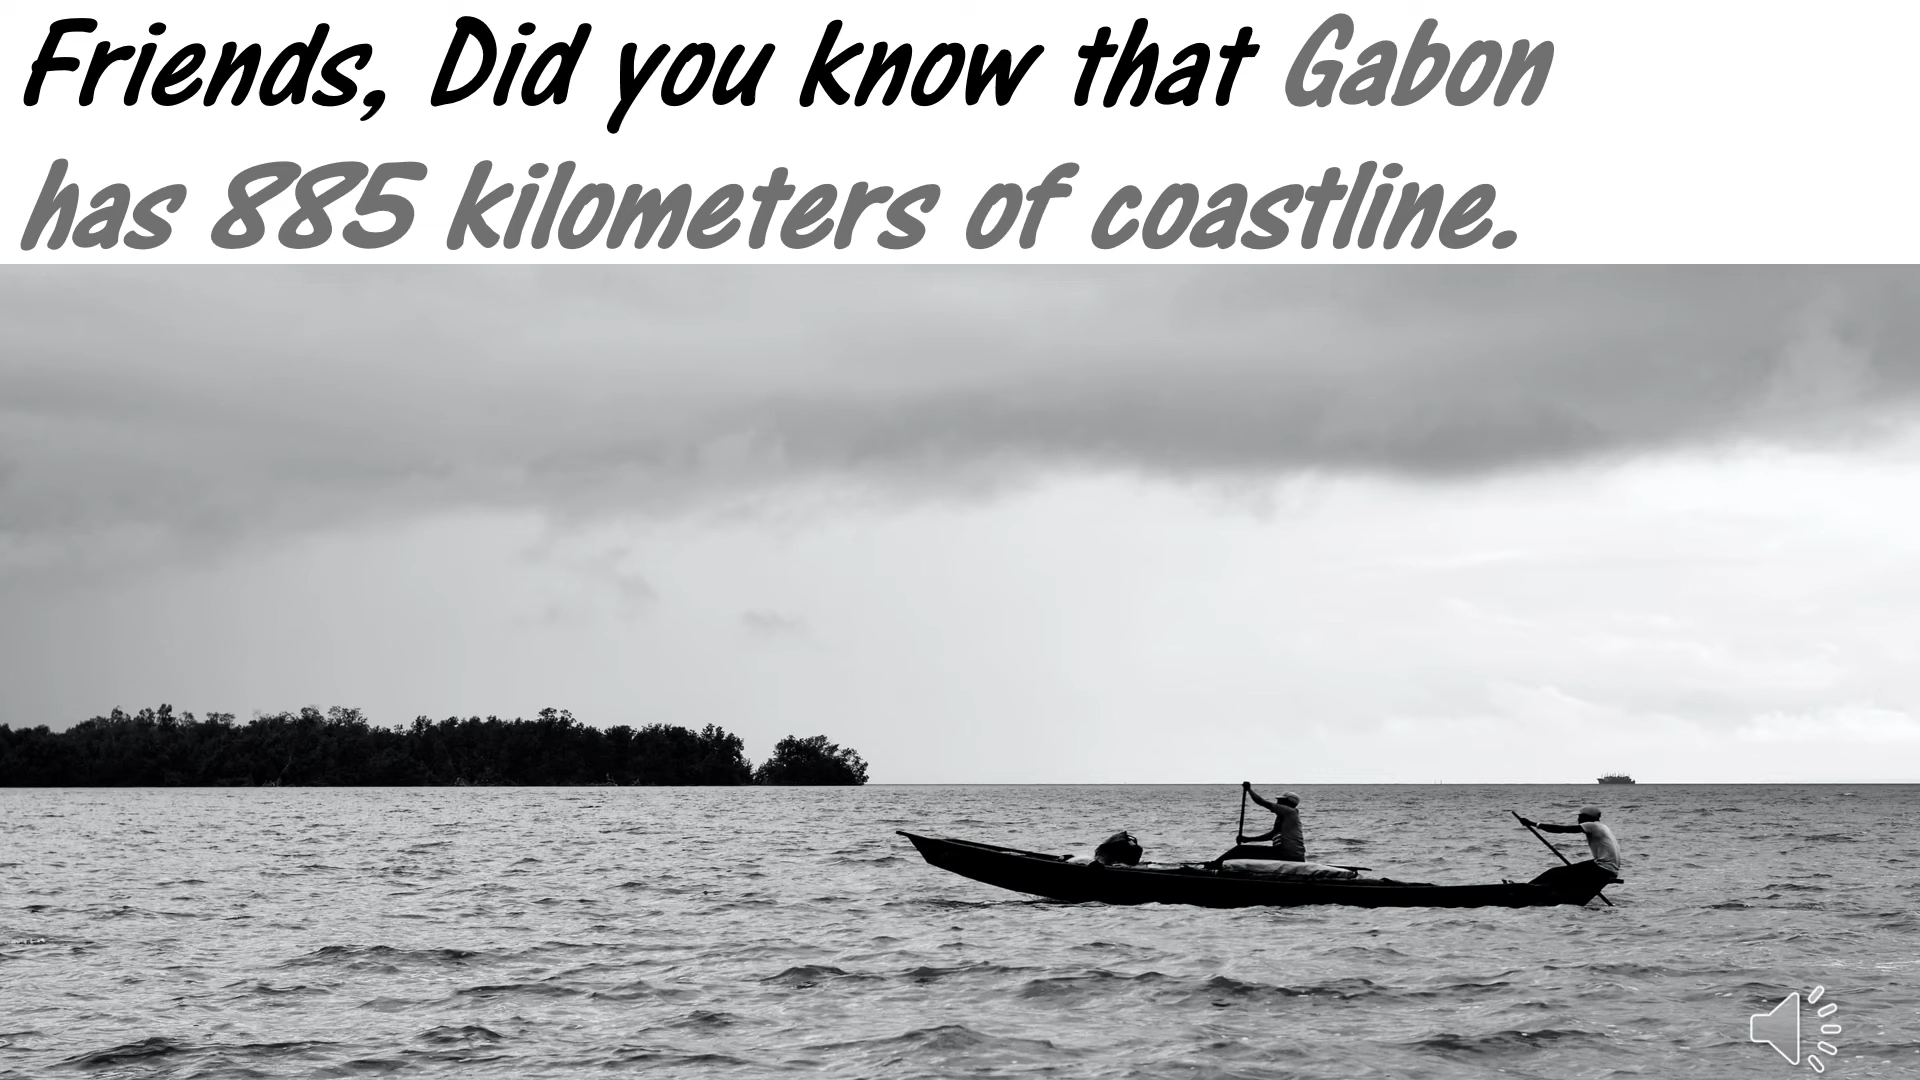 Friends, Did you know that Gabon
has 885 kilometers of coastline.